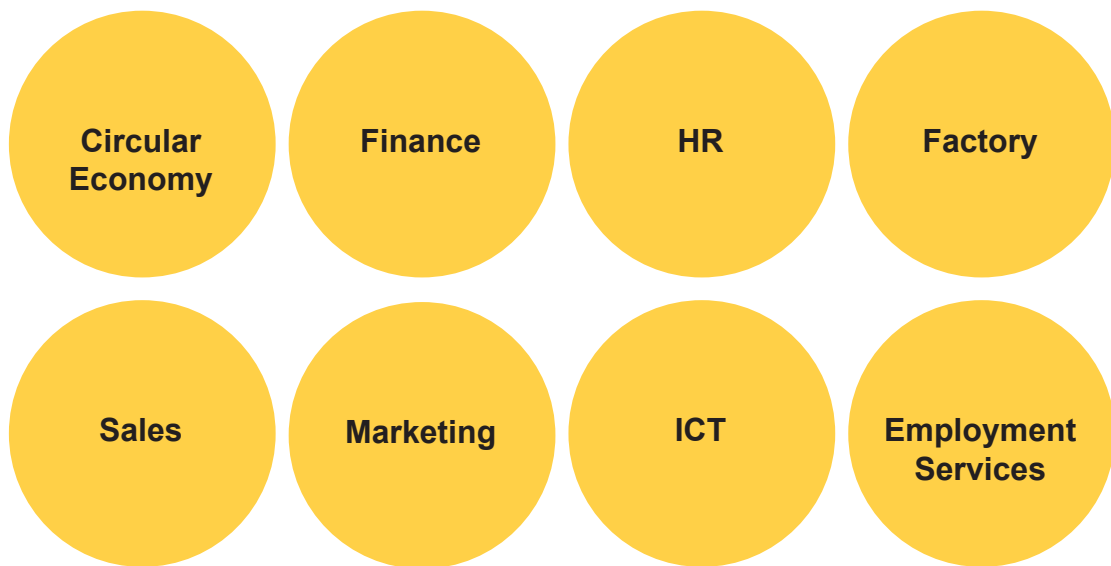 Circular
Economy
Finance
HR
Factory
Sales
Marketing
ICT
Employment
Services